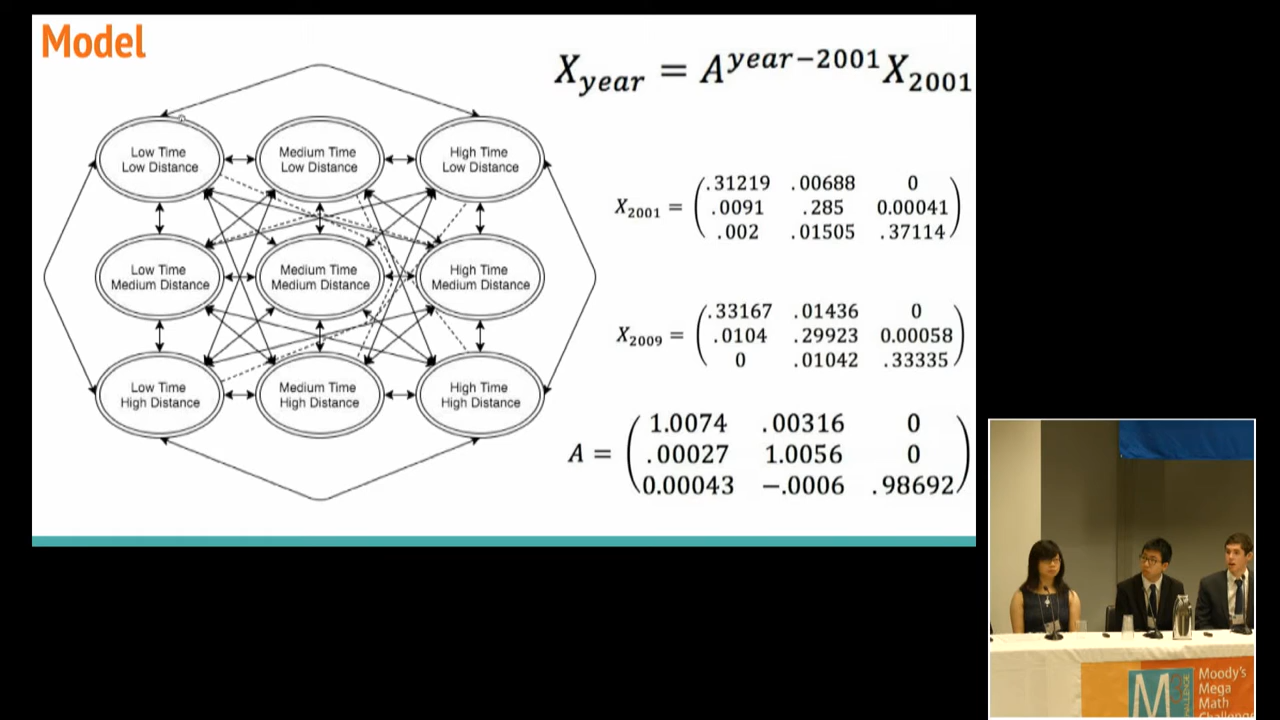 Model
X_year = A^year−2001 X_2001
Low Time
Low Distance
Medium Time
Low Distance
High Time
Low Distance
Low Time
Medium Distance
Medium Time
Medium Distance
High Time
Medium Distance
Low Time
High Distance
Medium Time
High Distance
High Time
High Distance
X_2001 =
.31219 .00688 0
.0091 .285 0.00041
.002 .01505 .37114
X_2009 =
.33167 .01436 0
.0104 .29923 0.00058
0 .01042 .33335
A =
1.0074 .00316 0
.00027 1.0056 0
0.00043 −.0006 .98692
M
CHALLENGE
Moody's
Mega
Math
Challenge